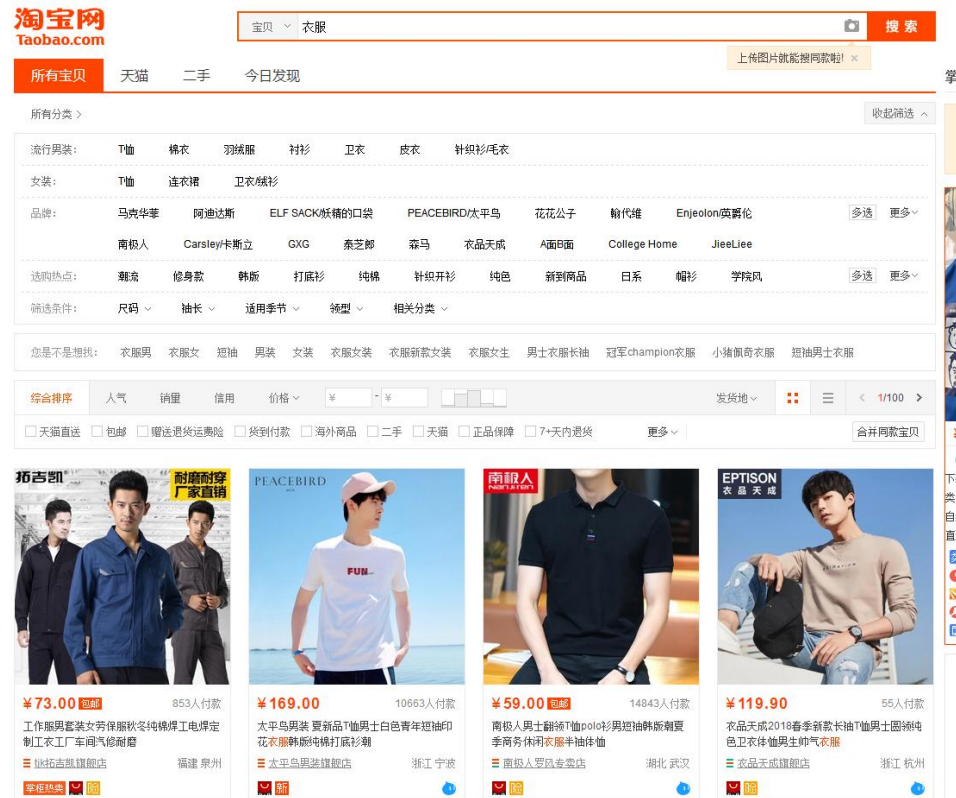 淘宝网
Taobao.com
宝贝 衣服 搜索
上传图片就能搜同款啦! ×
所有宝贝 天猫 二手 今日发现
掌
所有分类 >
收起筛选
流行男装: T恤 棉衣 羽绒服 衬衫 卫衣 皮衣 针织衫/毛衣
女装: T恤 连衣裙 卫衣/绒衫
品牌: 马克华菲 阿迪达斯 ELF SACK/妖精的口袋 PEACEBIRD/太平鸟 花花公子 翰代维 Enjeolon/英爵伦 多选 更多
南极人 Carsley/卡斯立 GXG 秦芝郎 森马 衣品天成 A面B面 College Home JieeLiee
选购热点: 潮流 修身款 韩版 打底衫 纯棉 针织开衫 纯色 新到商品 日系 帽衫 学院风 多选 更多
筛选条件: 尺码 袖长 适用季节 领型 相关分类
您是不是想找: 衣服男 衣服女 短袖 男装 女装 衣服女装 衣服新款女装 衣服女生 男士衣服长袖 冠军champion衣服 小猪佩奇衣服 短袖男士衣服
综合排序 人气 销量 信用 价格 ¥ - ¥ 发货地 < 1/100 >
天猫直送 包邮 赠送退货运费险 货到付款 海外商品 二手 天猫 正品保障 7+天内退货 更多 合并同款宝贝
拓吉凯
耐磨耐穿
厂家直销
PEACEBIRD
FUN
南极人
NanJiren
EPTISON
衣品天成
¥73.00 包邮 853人付款
工作服男套装女劳保服秋冬纯棉焊工电焊定
制工衣工厂车间汽修耐磨
tjk拓吉凯旗舰店 福建 泉州
掌柜热卖 险
¥169.00 10663人付款
太平鸟男装 夏新品T恤男士白色青年短袖印
花衣服韩版纯棉打底衫潮
太平鸟男装旗舰店 浙江 宁波
新
¥59.00 包邮 14843人付款
南极人男士翻领T恤polo衫男短袖韩版潮夏
季商务休闲衣服半袖体恤
南极人罗风专卖店 湖北 武汉
险
¥119.90 55人付款
衣品天成2018春季新款长袖T恤男士圆领纯
色卫衣体恤男生帅气衣服
衣品天成旗舰店 浙江 杭州
险
下
类
自
直